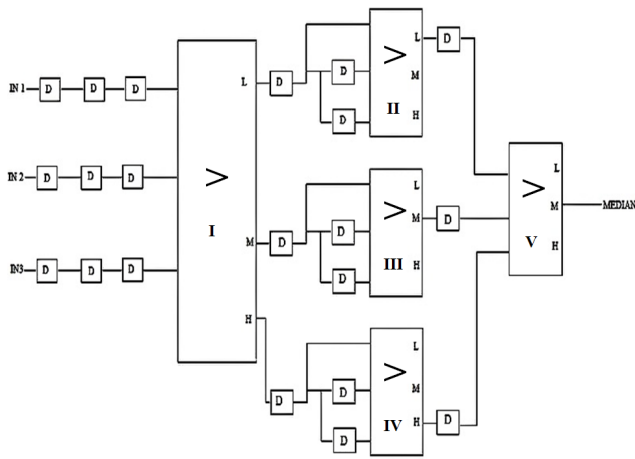 L D
> M
II H
IN 1 D D D
L D D
D
IN 2 D D D
>
I
M D D
D
L
> M D
III H
IN3 D D D
H
D D
D
L
> M
IV H D
L
> M MEDIAN
V H